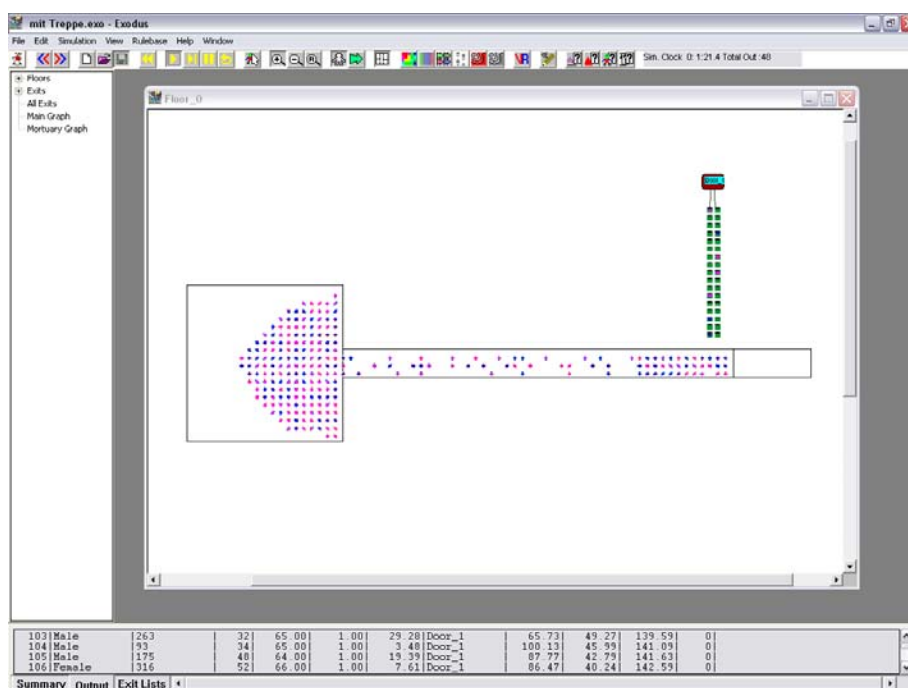 mit Treppe.exo - Exodus
File Edit Simulation View Rulebase Help Window
Sim. Clock 0: 1:21.4 Total Out :48
Floors
Exits
All Exits
Main Graph
Mortuary Graph
Floor_0
103|Male |263 | 32| 65.00| 1.00| 29.28|Door_1 | 65.73| 49.27| 139.59| 0|
104|Male |93 | 34| 65.00| 1.00| 3.48|Door_1 | 100.13| 45.99| 141.09| 0|
105|Male |175 | 48| 64.00| 1.00| 19.39|Door_1 | 87.77| 42.79| 141.63| 0|
106|Female |316 | 52| 66.00| 1.00| 7.61|Door_1 | 86.47| 40.24| 142.59| 0|
Summary Output Exit Lists